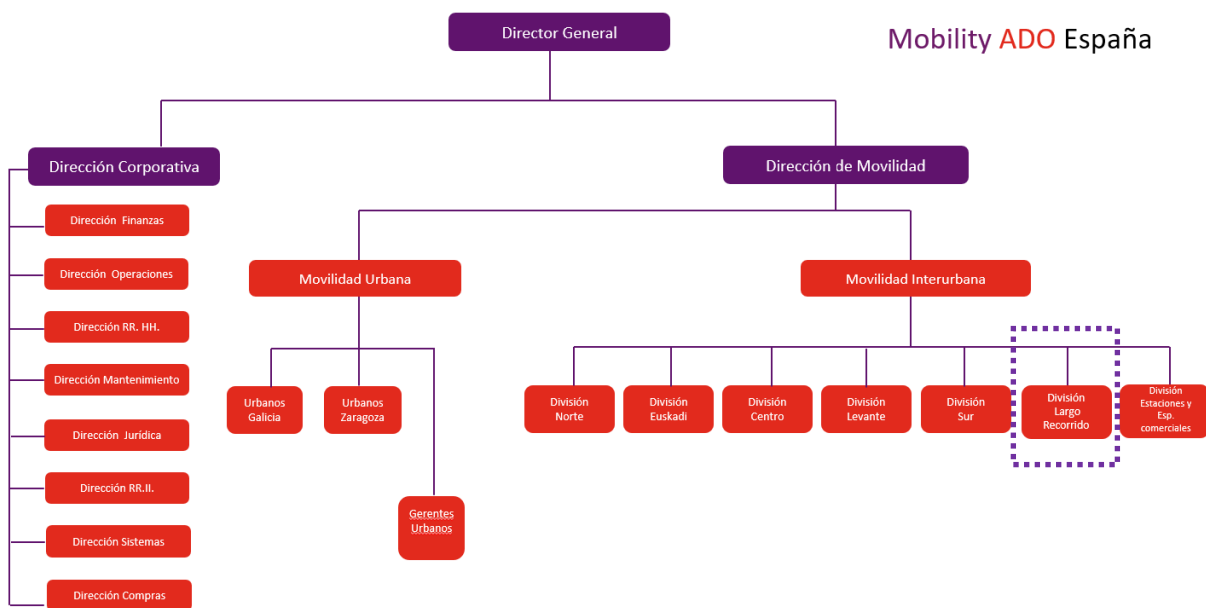 Director General
Mobility ADO España
Dirección Corporativa
Dirección de Movilidad
Dirección Finanzas
Dirección Operaciones
Dirección RR. HH.
Dirección Mantenimiento
Dirección Jurídica
Dirección RR.II.
Dirección Sistemas
Dirección Compras
Movilidad Urbana
Movilidad Interurbana
Urbanos
Galicia
Urbanos
Zaragoza
Gerentes
Urbanos
División
Norte
División
Euskadi
División
Centro
División
Levante
División
Sur
División
Largo
Recorrido
División
Estaciones y
Esp.
comerciales